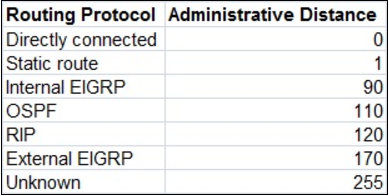 Routing Protocol Administrative Distance
Directly connected 0
Static route 1
Internal EIGRP 90
OSPF 110
RIP 120
External EIGRP 170
Unknown 255